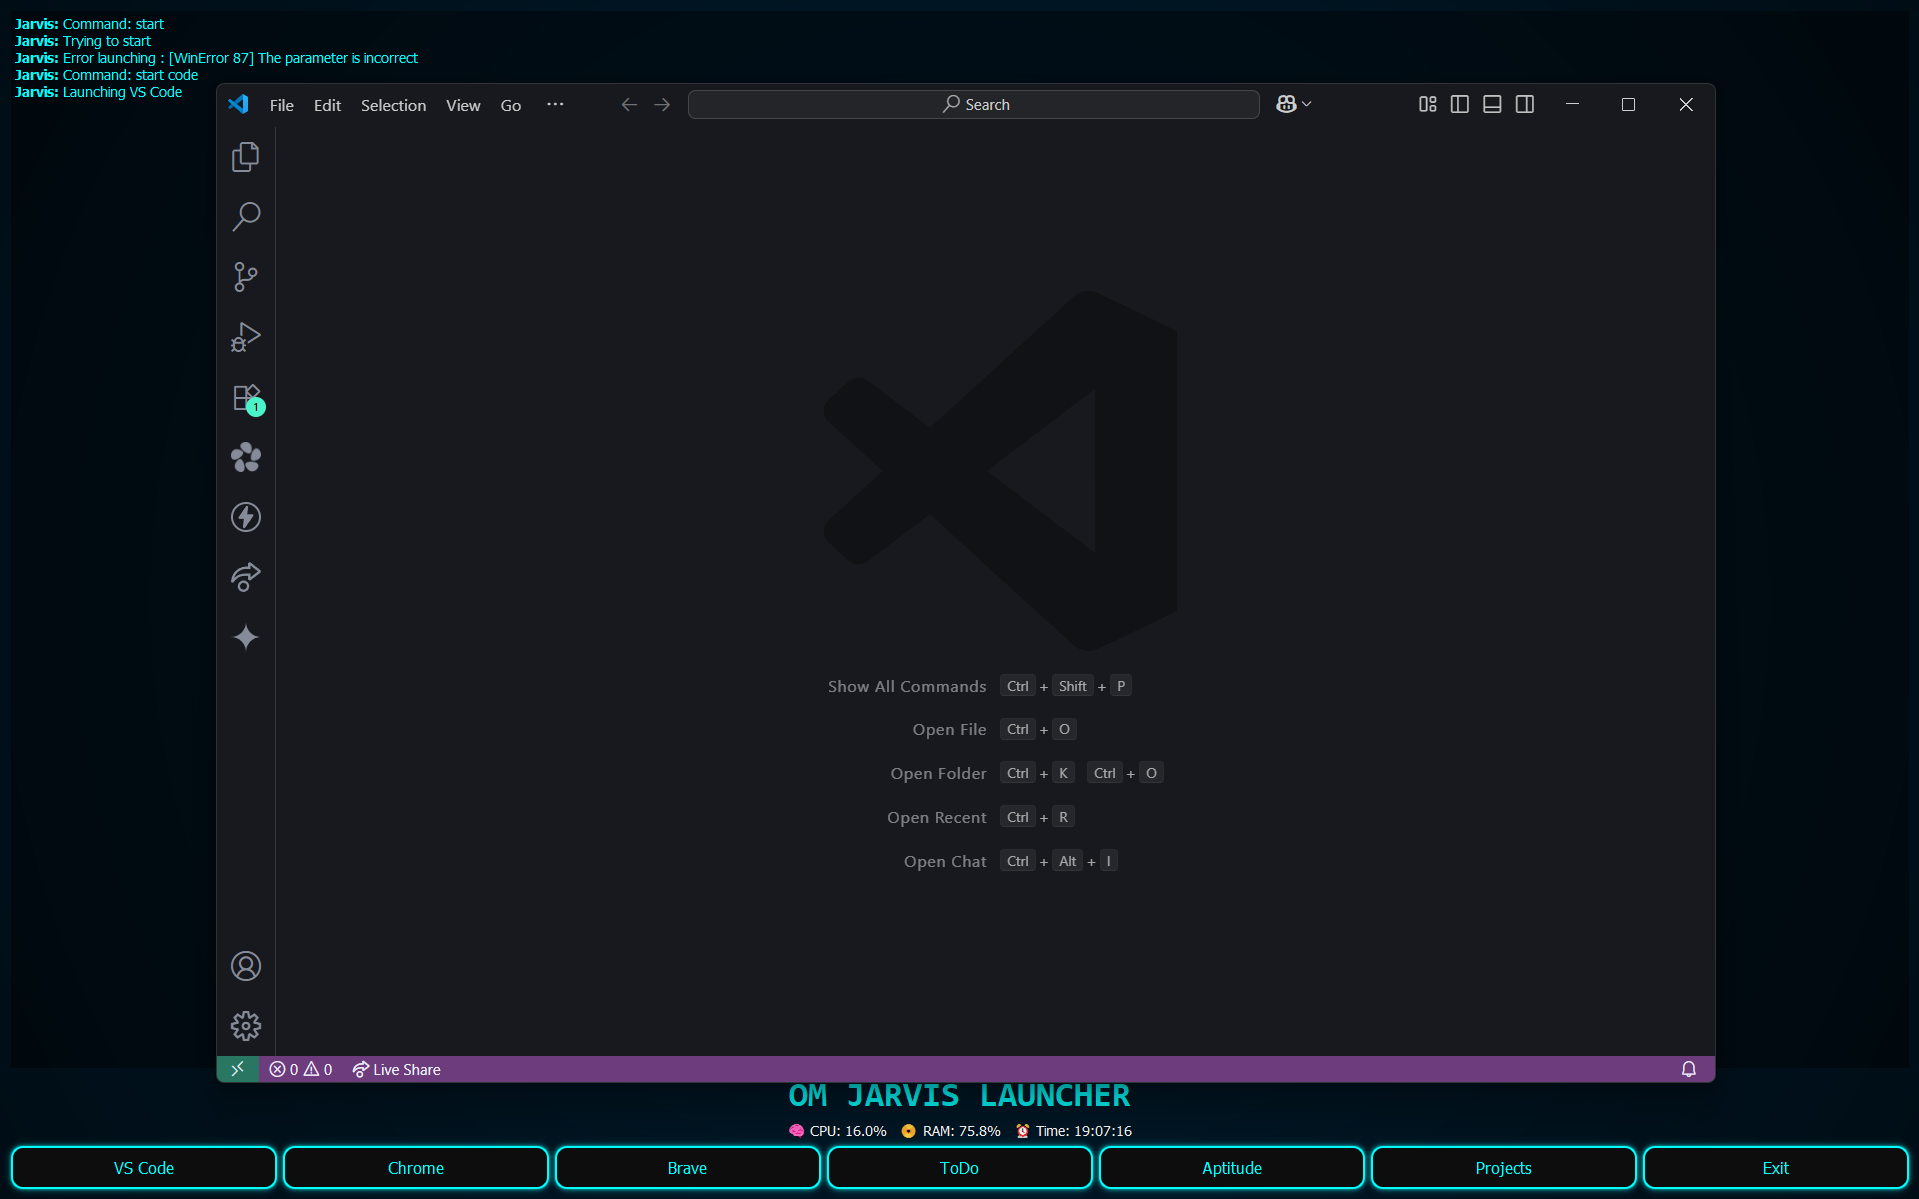 Jarvis: Command: start
Jarvis: Trying to start
Jarvis: Error launching : [WinError 87] The parameter is incorrect
Jarvis: Command: start code
Jarvis: Launching VS Code
File Edit Selection View Go ···
Search
1
Show All Commands Ctrl + Shift + P
Open File Ctrl + O
Open Folder Ctrl + K Ctrl + O
Open Recent Ctrl + R
Open Chat Ctrl + Alt + I
0 0 Live Share
OM JARVIS LAUNCHER
CPU: 16.0% RAM: 75.8% Time: 19:07:16
VS Code Chrome Brave ToDo Aptitude Projects Exit